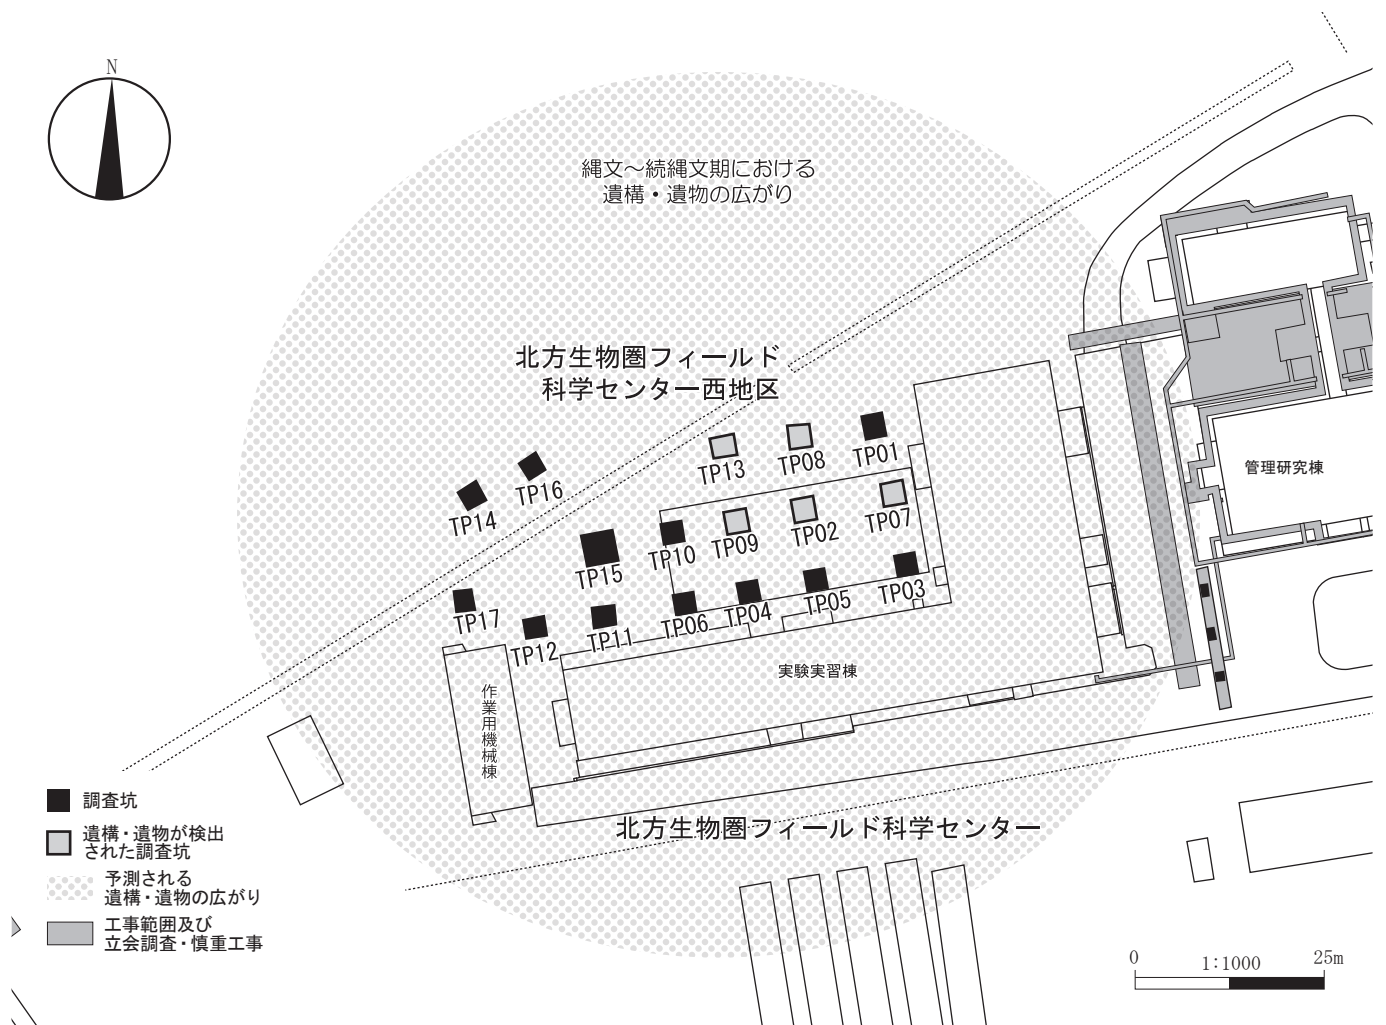 N
縄文～続縄文期における
遺構・遺物の広がり
北方生物圏フィールド
科学センター西地区
TP01
TP08
TP13
TP16
TP14
TP07
TP02
TP09
TP10
TP15
TP03
TP05
TP04
TP06
TP11
TP12
TP17
管理研究棟
実験実習棟
作業用機械棟
北方生物圏フィールド科学センター
調査坑
遺構・遺物が検出
された調査坑
予測される
遺構・遺物の広がり
工事範囲及び
立会調査・慎重工事
0
1:1000
25m